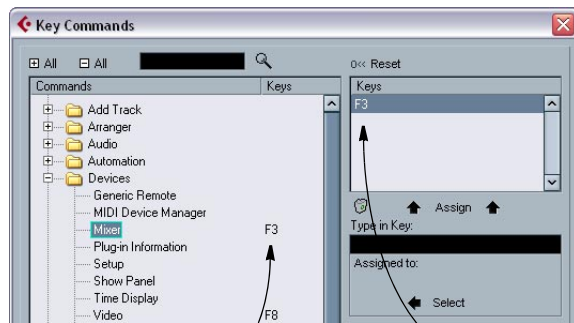 Key Commands
All All
0<< Reset
Commands Keys
Keys
F3
Add Track
Arranger
Audio
Automation
Devices
Generic Remote
MIDI Device Manager
Mixer F3
Plug-in Information
Setup
Show Panel
Time Display
Video F8
Assign
Type in Key:
Assigned to:
Select